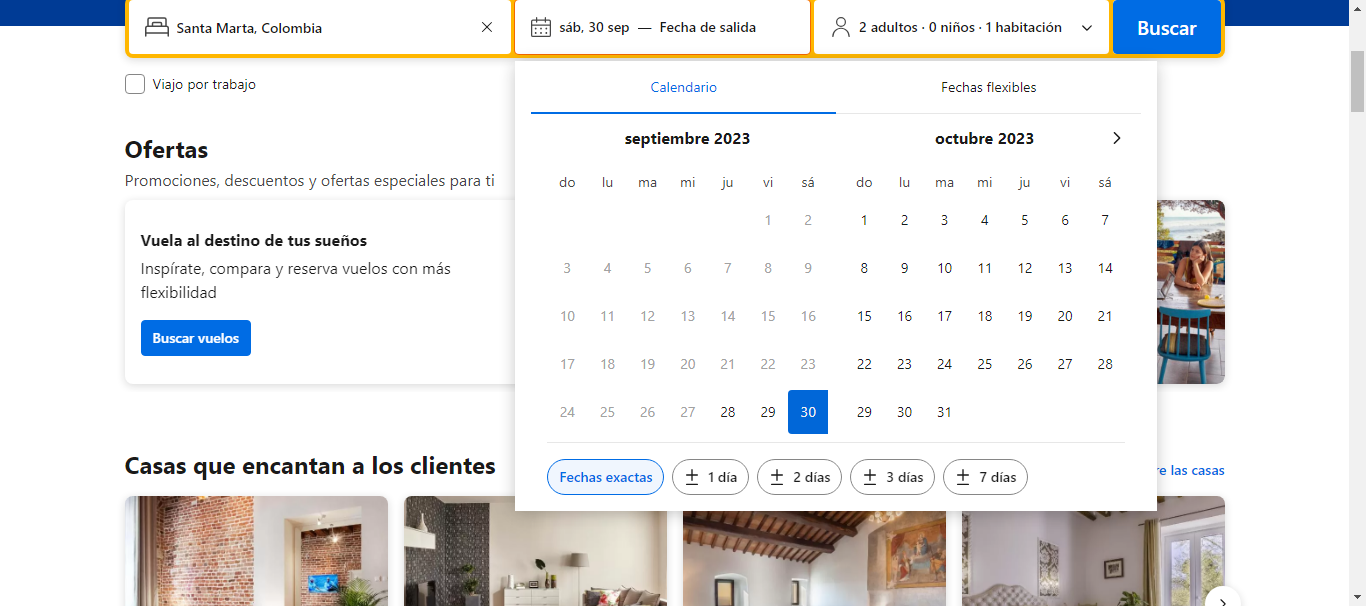 Santa Marta, Colombia
sáb, 30 sep — Fecha de salida
2 adultos · 0 niños · 1 habitación
Buscar
Viajo por trabajo
Calendario
Fechas flexibles
septiembre 2023
do lu ma mi ju vi sá
1 2
3 4 5 6 7 8 9
10 11 12 13 14 15 16
17 18 19 20 21 22 23
24 25 26 27 28 29 30
octubre 2023
do lu ma mi ju vi sá
1 2 3 4 5 6 7
8 9 10 11 12 13 14
15 16 17 18 19 20 21
22 23 24 25 26 27 28
29 30 31
Fechas exactas
± 1 día
± 2 días
± 3 días
± 7 días
Ofertas
Promociones, descuentos y ofertas especiales para ti
Vuela al destino de tus sueños
Inspírate, compara y reserva vuelos con más
flexibilidad
Buscar vuelos
Casas que encantan a los clientes
re las casas